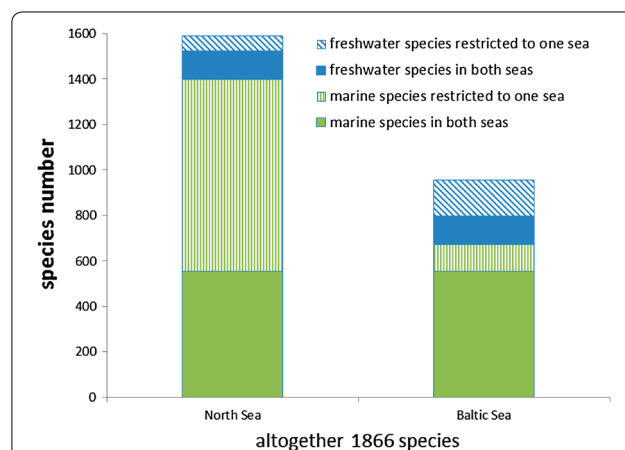 1600
1400
1200
1000
800
600
400
200
0
species number
freshwater species restricted to one sea
freshwater species in both seas
marine species restricted to one sea
marine species in both seas
North Sea
Baltic Sea
altogether 1866 species